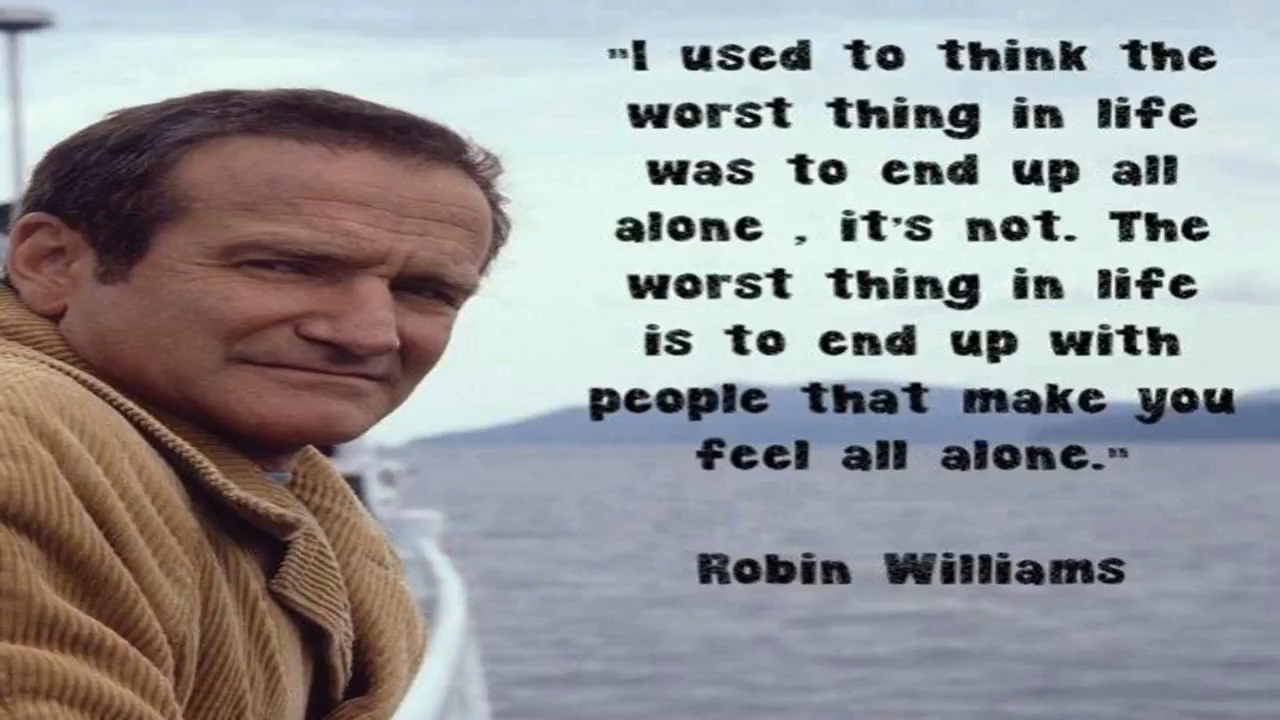 "I used to think the
worst thing in life
was to end up all
alone , it's not. The
worst thing in life
is to end up with
people that make you
feel all alone."
Robin Williams